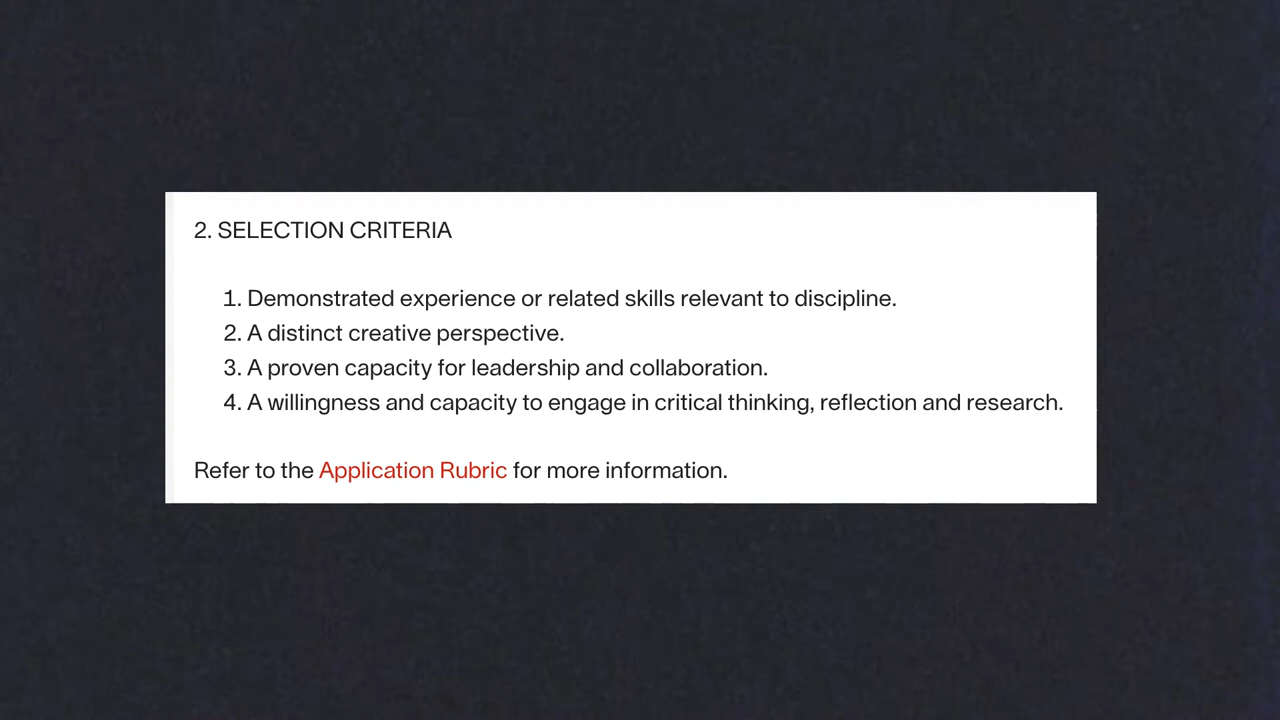 2. SELECTION CRITERIA
1. Demonstrated experience or related skills relevant to discipline.
2. A distinct creative perspective.
3. A proven capacity for leadership and collaboration.
4. A willingness and capacity to engage in critical thinking, reflection and research.
Refer to the Application Rubric for more information.